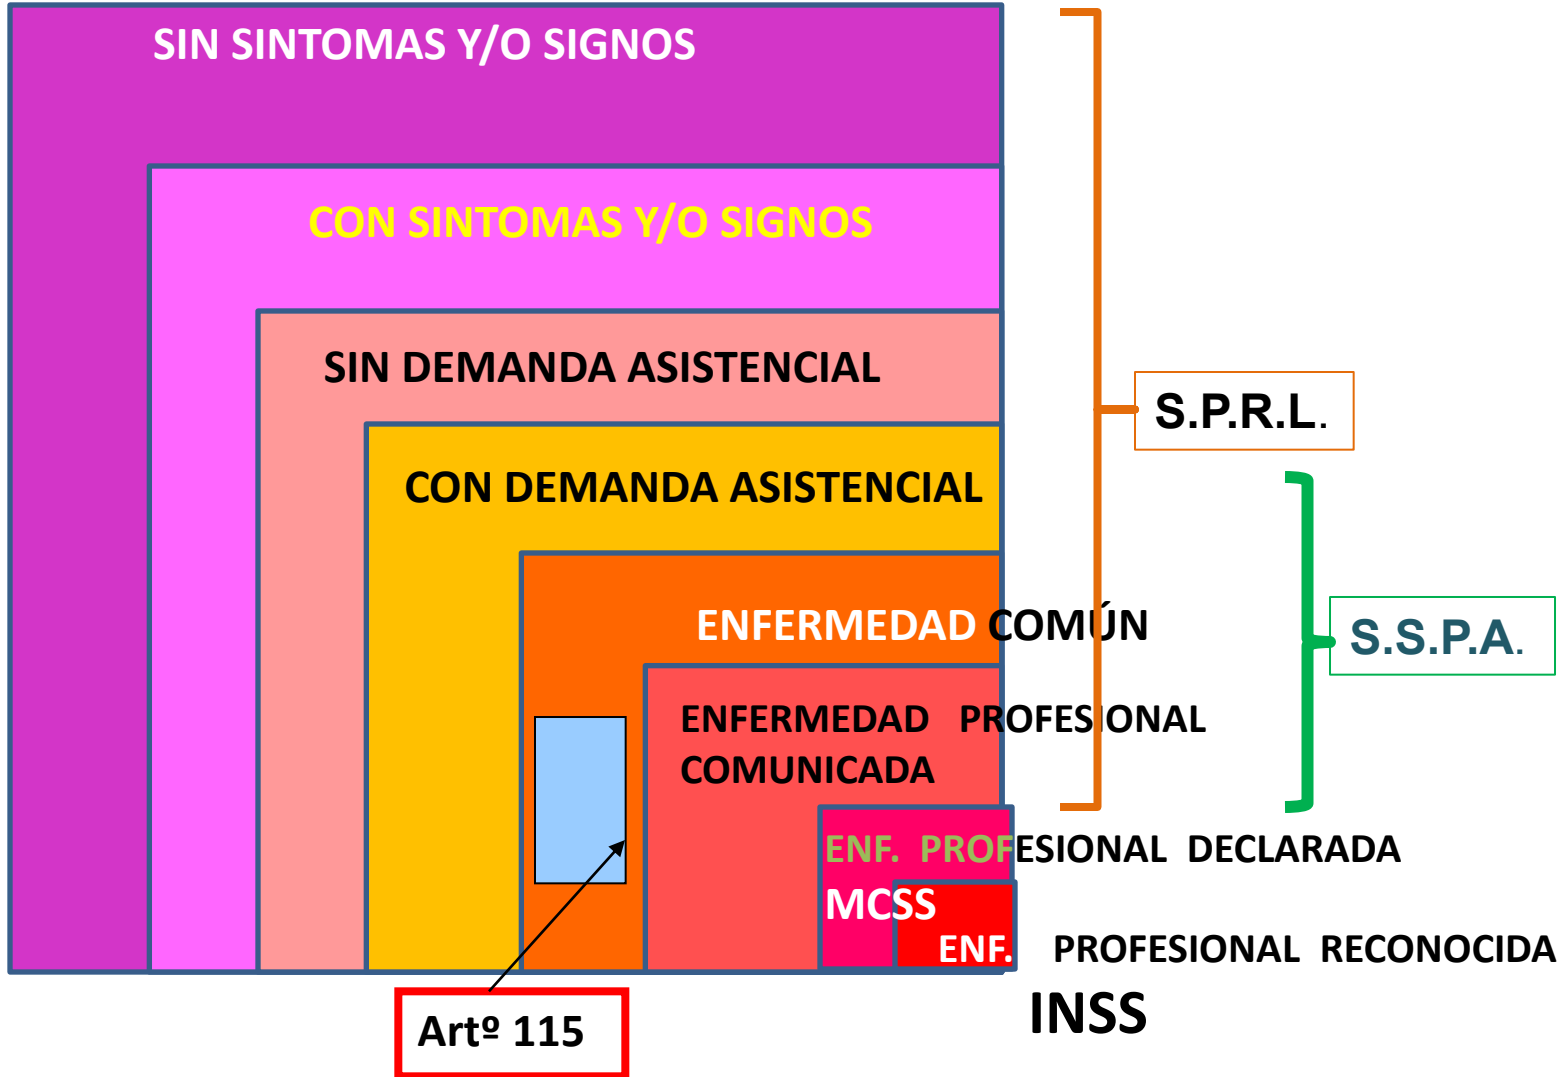 SIN SINTOMAS Y/O SIGNOS
CON SINTOMAS Y/O SIGNOS
SIN DEMANDA ASISTENCIAL
S.P.R.L.
CON DEMANDA ASISTENCIAL
ENFERMEDAD COMÚN
S.S.P.A.
ENFERMEDAD PROFESIONAL
COMUNICADA
ENF. PROFESIONAL DECLARADA
MCSS
ENF. PROFESIONAL RECONOCIDA
INSS
Artº 115